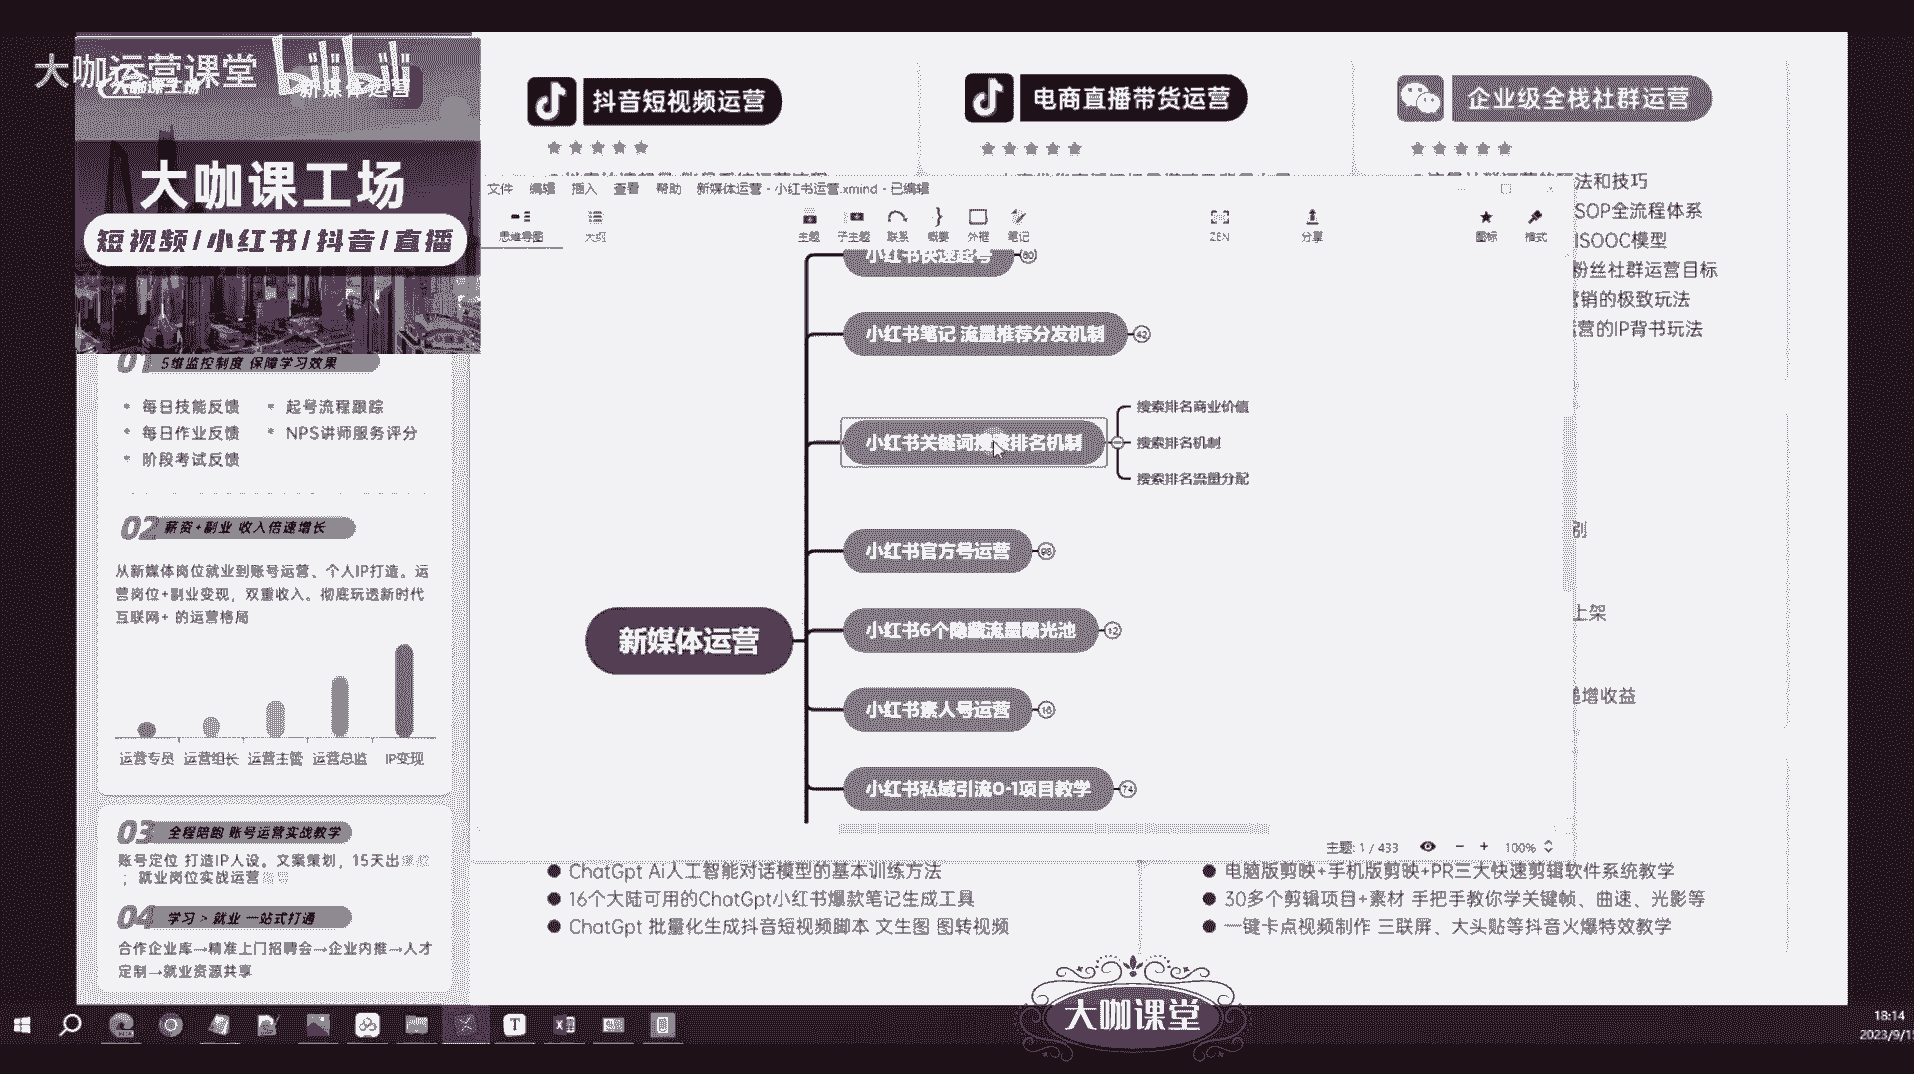 大咖运营课堂 bilibili
新媒体运营
大咖课工场
短视频/小红书/抖音/直播
01 5维监控制度 保障学习效果
每日技能反馈
起号流程跟踪
每日作业反馈
NPS讲师服务评分
阶段考试反馈
02 薪资+副业 收入倍速增长
从新媒体岗位就业到账号运营、个人IP打造。运
营岗位+副业变现，双重收入。彻底玩透新时代
互联网+ 的运营格局
运营专员 运营组长 运营主管 运营总监 IP变现
03 全程陪跑 账号运营实战教学
账号定位 打造IP人设。文案策划，15天出
；就业岗位实战运营
04 学习 > 就业 一站式打通
合作企业库→精准上门招聘会→企业内推→人才
定制→就业资源共享
抖音短视频运营
电商直播带货运营
企业级全栈社群运营
文件 编辑 插入 查看 帮助 新媒体运营 - 小红书运营.xmind - 已编辑
思维导图 大纲 主题 子主题 联系 概要 外框 笔记 ZEN 分享 图标 格式
小红书快速起号 80
小红书笔记 流量推荐分发机制 42
小红书关键词搜索排名机制
搜索排名商业价值
搜索排名机制
搜索排名流量分配
小红书官方号运营 98
小红书6个隐藏流量曝光池 12
新媒体运营
小红书素人号运营 16
小红书私域引流0-1项目教学 74
主题: 1 / 433 100%
法和技巧
SOP全流程体系
ISOOC模型
粉丝社群运营目标
营销的极致玩法
运营的IP背书玩法
别
上架
递增收益
ChatGpt Ai人工智能对话模型的基本训练方法
16个大陆可用的ChatGpt小红书爆款笔记生成工具
ChatGpt 批量化生成抖音短视频脚本 文生图 图转视频
电脑版剪映+手机版剪映+PR三大快速剪辑软件系统教学
30多个剪辑项目+素材 手把手教你学关键帧、曲速、光影等
一键卡点视频制作 三联屏、大头贴等抖音火爆特效教学
大咖课堂
18:14
2023/9/1